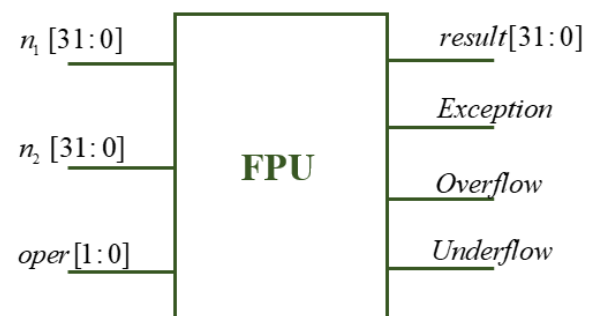 n₁ [31:0]
n₂ [31:0]
oper[1:0]
FPU
result[31:0]
Exception
Overflow
Underflow